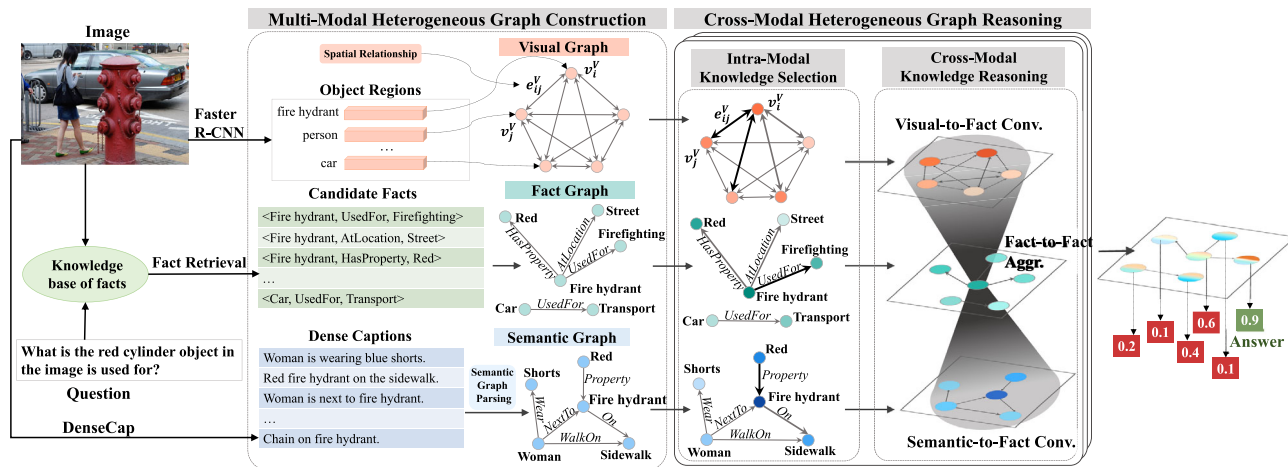 Image
Multi-Modal Heterogeneous Graph Construction
Cross-Modal Heterogeneous Graph Reasoning
Spatial Relationship
Visual Graph
v_i^V
e_ij^V
v_j^V
Object Regions
fire hydrant
person
...
car
Faster
R-CNN
Candidate Facts
<Fire hydrant, UsedFor, Firefighting>
<Fire hydrant, AtLocation, Street>
<Fire hydrant, HasProperty, Red>
…
<Car, UsedFor, Transport>
Fact Graph
Red
Street
Firefighting
HasProperty
AtLocation
UsedFor
Fire hydrant
Car
UsedFor
Transport
Knowledge
base of facts
Fact Retrieval
What is the red cylinder object in
the image is used for?
Question
DenseCap
Dense Captions
Woman is wearing blue shorts.
Red fire hydrant on the sidewalk.
Woman is next to fire hydrant.
…
Chain on fire hydrant.
Semantic
Graph
Parsing
Semantic Graph
Red
Shorts
Property
Fire hydrant
Wear
NextTo
On
WalkOn
Woman
Sidewalk
Intra-Modal
Knowledge Selection
v_i^V
e_ij^V
v_j^V
Red
Street
Firefighting
HasProperty
AtLocation
UsedFor
Fire hydrant
Car
UsedFor
Transport
Red
Shorts
Property
Fire hydrant
Wear
NextTo
On
WalkOn
Woman
Sidewalk
Cross-Modal
Knowledge Reasoning
Visual-to-Fact Conv.
Fact-to-Fact
Aggr.
Semantic-to-Fact Conv.
0.2
0.1
0.4
0.6
0.1
0.9
Answer